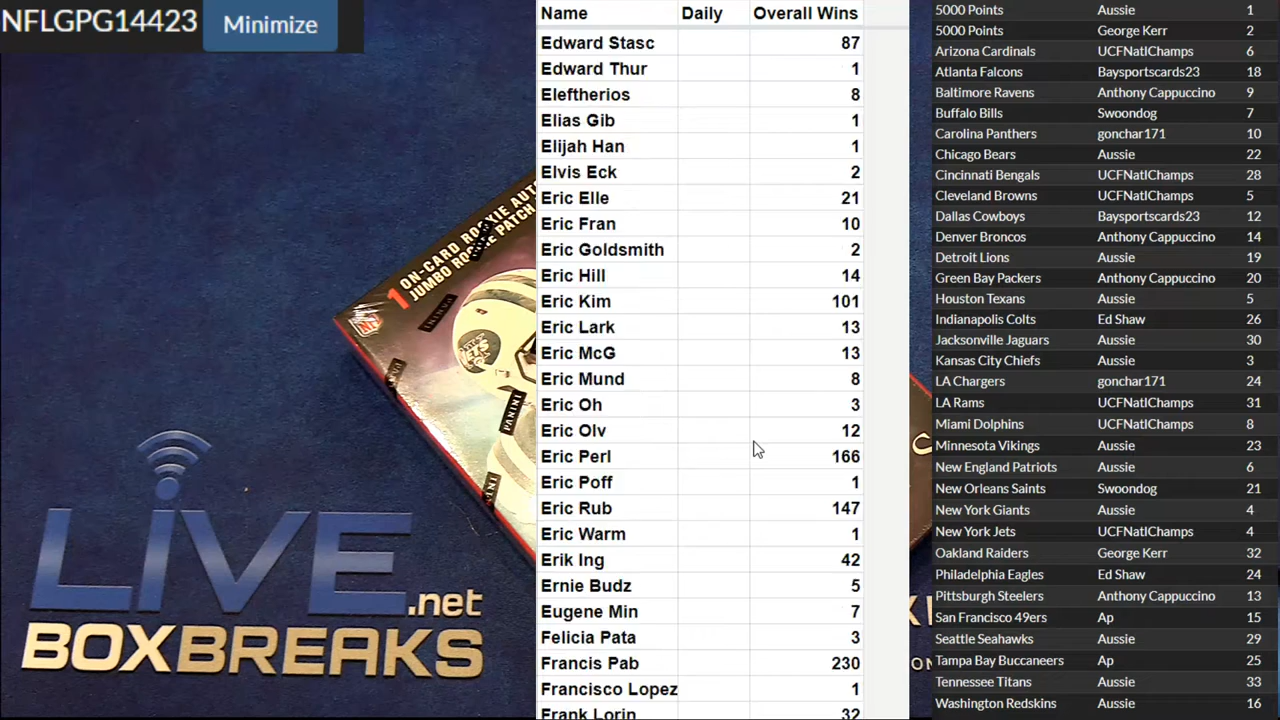 NFLGPG14423
Minimize
1 ON-CARD ROOKIE AUTO
JUMBO ROOKIE PATCH
NFL
PANINI
JETS
PANINI
LIVE.net
BOXBREAKS
Name Daily Overall Wins
Edward Stasc 87
Edward Thur 1
Eleftherios 8
Elias Gib 1
Elijah Han 1
Elvis Eck 2
Eric Elle 21
Eric Fran 10
Eric Goldsmith 2
Eric Hill 14
Eric Kim 101
Eric Lark 13
Eric McG 13
Eric Mund 8
Eric Oh 3
Eric Olv 12
Eric Perl 166
Eric Poff 1
Eric Rub 147
Eric Warm 1
Erik Ing 42
Ernie Budz 5
Eugene Min 7
Felicia Pata 3
Francis Pab 230
Francisco Lopez 1
Frank Lorin 32
5000 Points Aussie 1
5000 Points George Kerr 2
Arizona Cardinals UCFNatlChamps 6
Atlanta Falcons Baysportscards23 18
Baltimore Ravens Anthony Cappuccino 9
Buffalo Bills Swoondog 7
Carolina Panthers gonchar171 10
Chicago Bears Aussie 22
Cincinnati Bengals UCFNatlChamps 28
Cleveland Browns UCFNatlChamps 5
Dallas Cowboys Baysportscards23 12
Denver Broncos Anthony Cappuccino 14
Detroit Lions Aussie 19
Green Bay Packers Anthony Cappuccino 20
Houston Texans Aussie 5
Indianapolis Colts Ed Shaw 26
Jacksonville Jaguars Aussie 30
Kansas City Chiefs Aussie 3
LA Chargers gonchar171 24
LA Rams UCFNatlChamps 31
MIami Dolphins UCFNatlChamps 8
Minnesota Vikings Aussie 23
New England Patriots Aussie 6
New Orleans Saints Swoondog 21
New York Giants Aussie 4
New York Jets UCFNatlChamps 4
Oakland Raiders George Kerr 32
Philadelphia Eagles Ed Shaw 24
Pittsburgh Steelers Anthony Cappuccino 13
San Francisco 49ers Ap 15
Seattle Seahawks Aussie 29
Tampa Bay Buccaneers Ap 25
Tennessee Titans Aussie 33
Washington Redskins Aussie 16